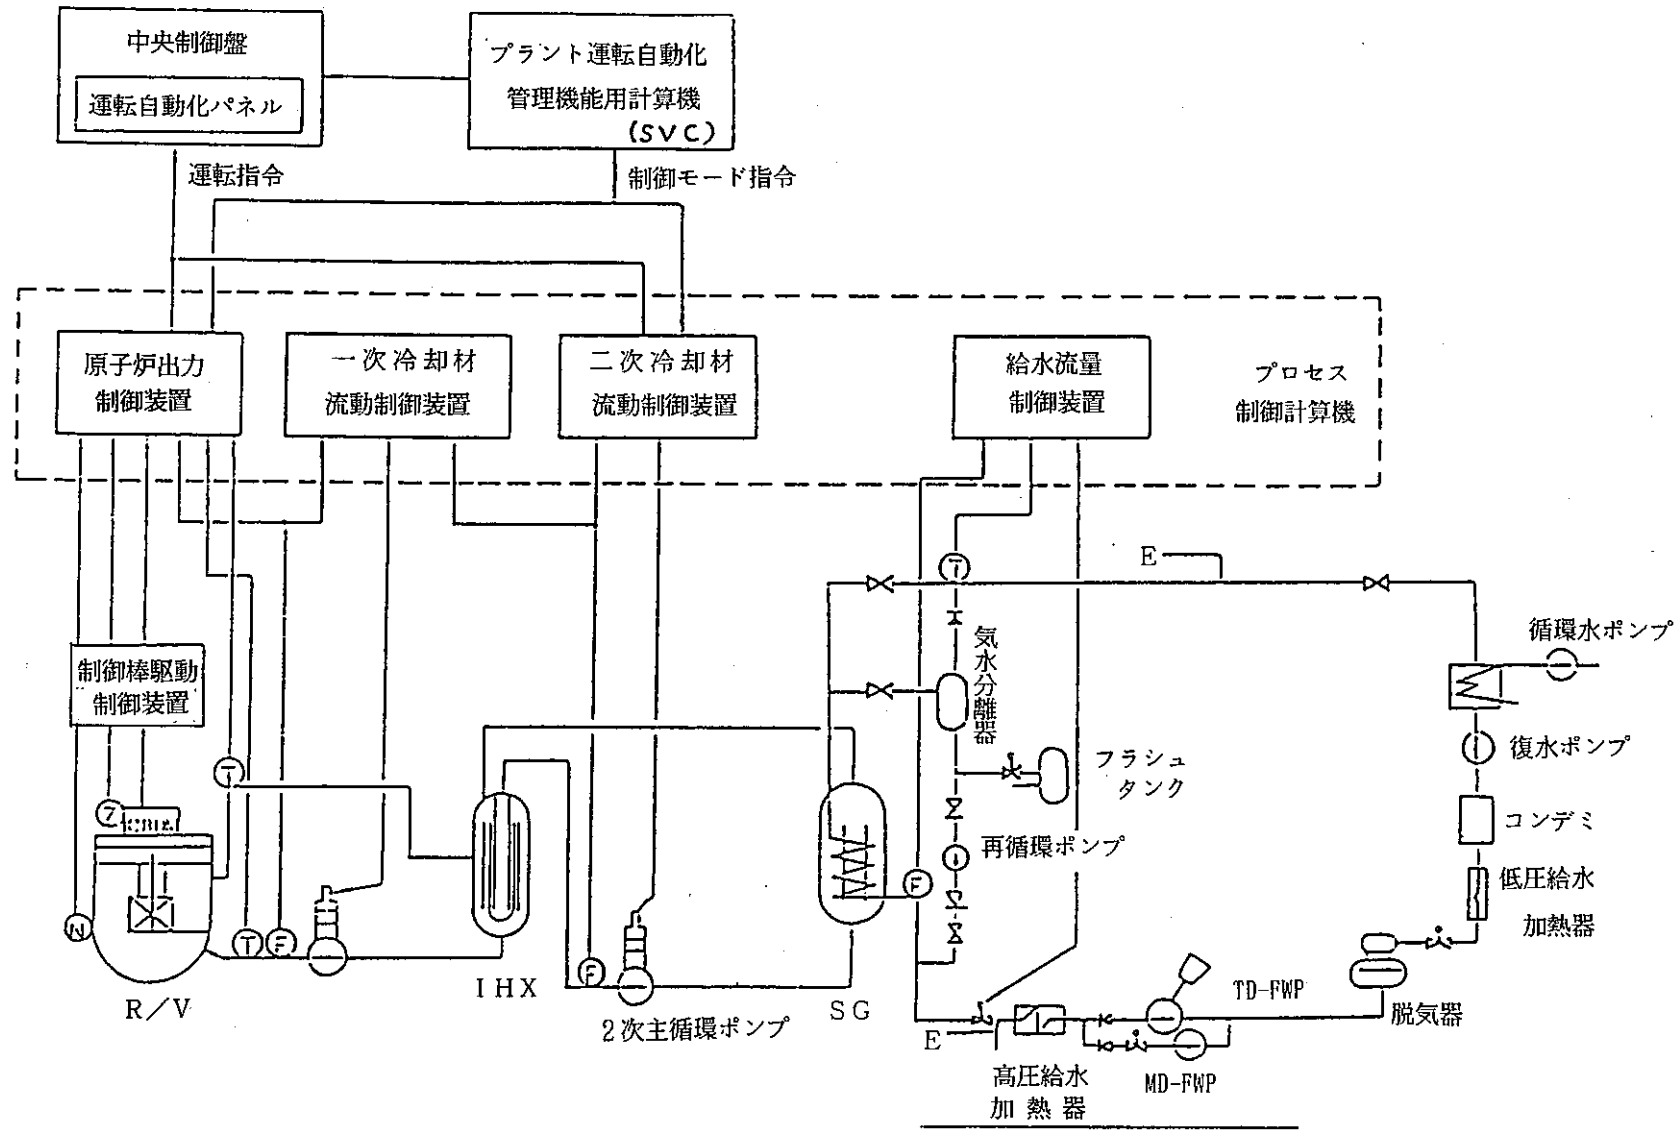 中央制御盤
運転自動化パネル
プラント運転自動化
管理機能用計算機
(SVC)
運転指令
制御モード指令
原子炉出力
制御装置
一次冷却材
流動制御装置
二次冷却材
流動制御装置
給水流量
制御装置
プロセス
制御計算機
制御棒駆動
制御装置
T
E
気水分離器
循環水ポンプ
復水ポンプ
フラシュ
タンク
コンデミ
再循環ポンプ
低圧給水
加熱器
T
Z
N
T
F
F
F
R/V
IHX
2次主循環ポンプ
SG
E
TD-FWP
脱気器
MD-FWP
高圧給水
加熱器